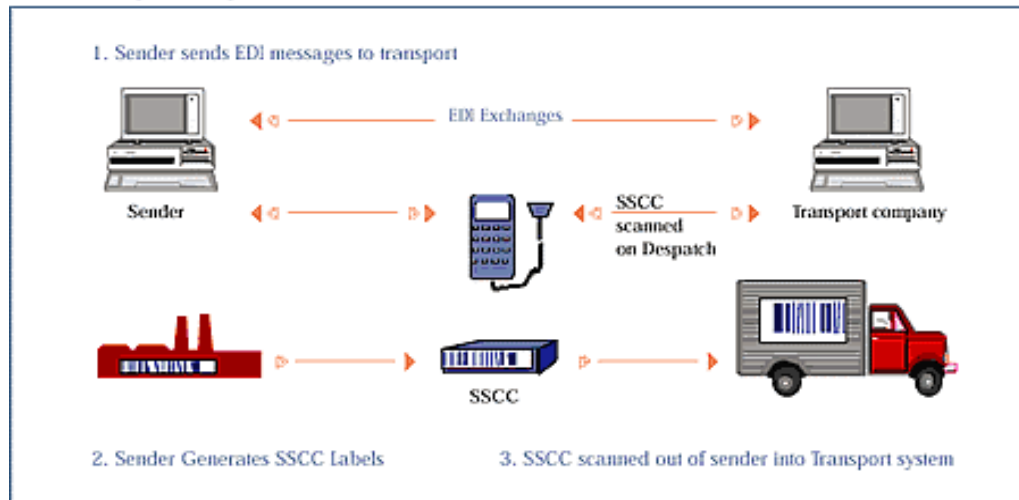 1. Sender sends EDI messages to transport
EDI Exchanges
Sender
SSCC
scanned
on Despatch
Transport company
SSCC
2. Sender Generates SSCC Labels
3. SSCC scanned out of sender into Transport system